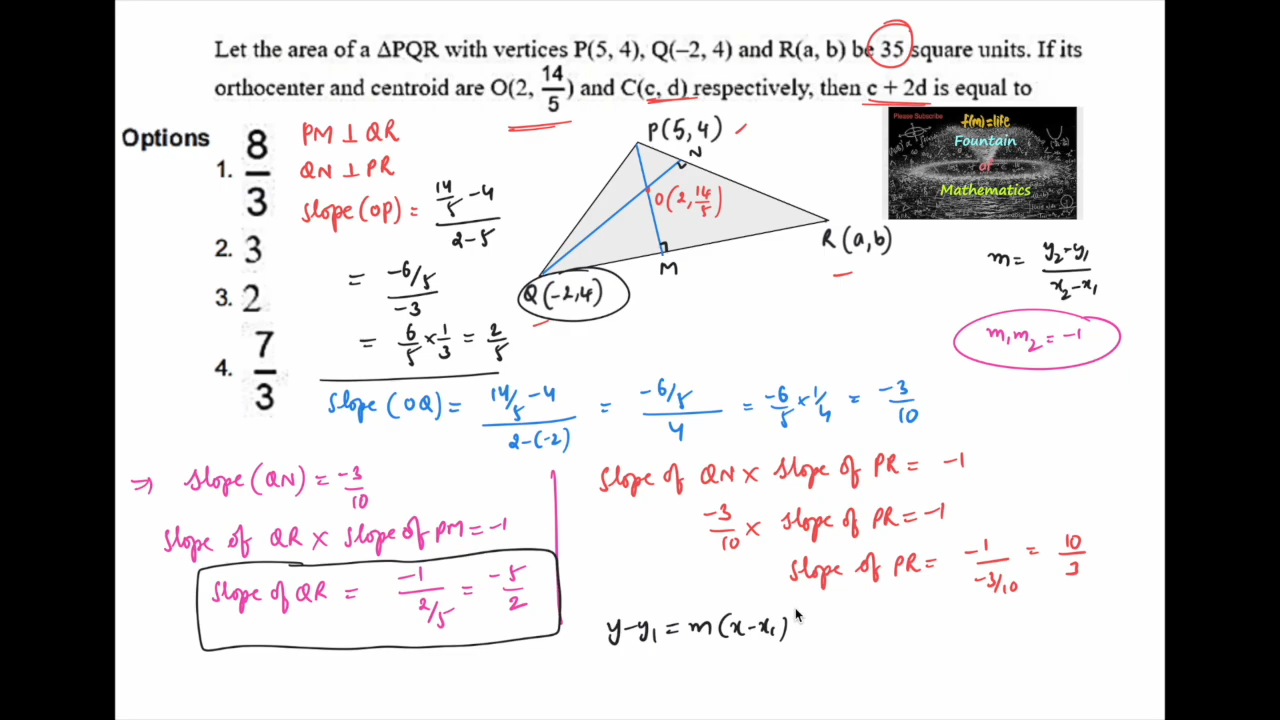 Let the area of a ΔPQR with vertices P(5, 4), Q(–2, 4) and R(a, b) be 35 square units. If its
orthocenter and centroid are O(2, 14/5) and C(c, d) respectively, then c + 2d is equal to
Options
1. 8/3
2. 3
3. 2
4. 7/3
PM ⊥ QR
QN ⊥ PR
Slope (OP) = (14/5 - 4)/(2-5)
= (-6/5)/(-3)
= 6/5 × 1/3 = 2/5
P(5,4)
N
O(2, 14/5)
R(a,b)
M
Q(-2,4)
Please Subscribe
f(m)=life
Fountain
of
Mathematics
m = (y₂-y₁)/(x₂-x₁)
m₁m₂ = -1
Slope (OQ) = (14/5 - 4)/(2-(-2)) = (-6/5)/4 = -6/5 × 1/4 = -3/10
⇒ Slope (QN) = -3/10
Slope of QR × Slope of PM = -1
Slope of QR = -1/(2/5) = -5/2
Slope of QN × Slope of PR = -1
-3/10 × Slope of PR = -1
Slope of PR = -1/(-3/10) = 10/3
y-y₁ = m(x-x₁)